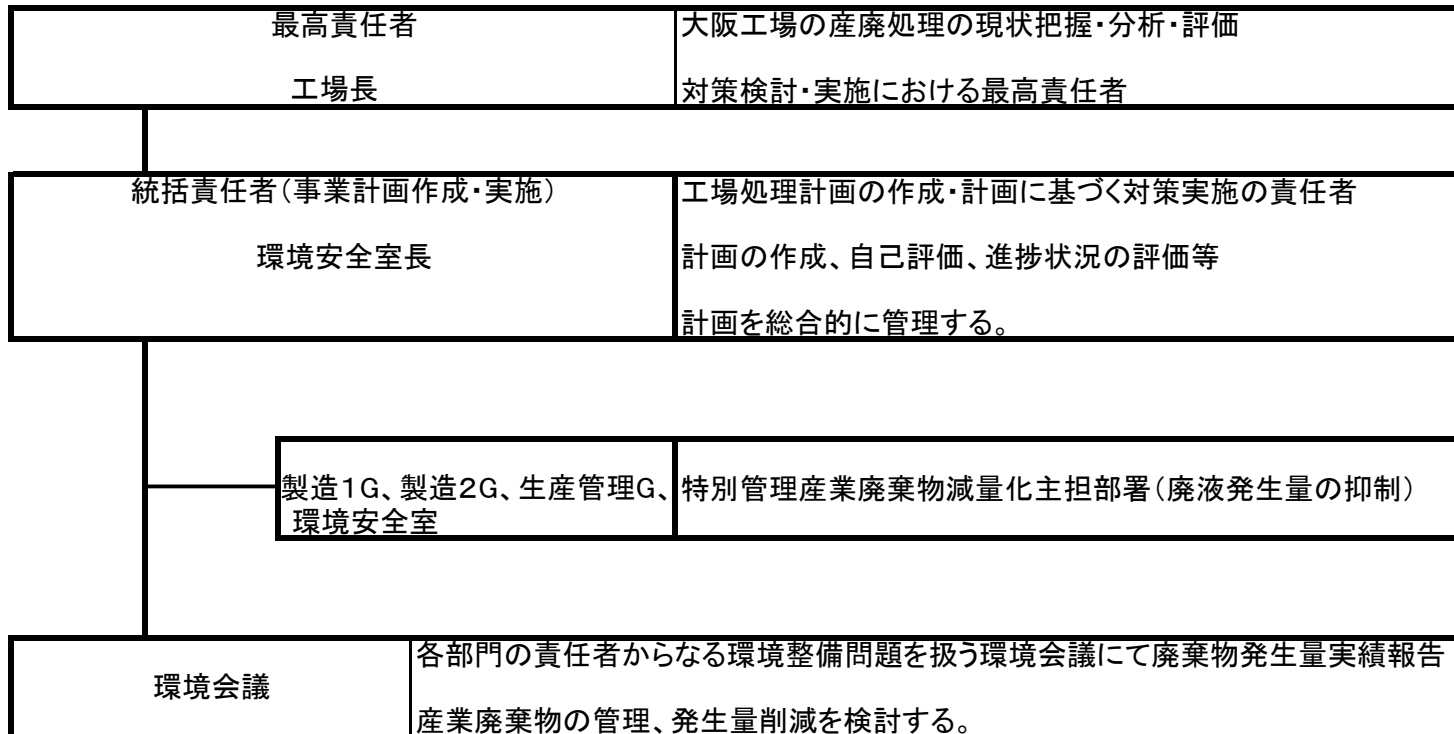 最高責任者
大阪工場の産廃処理の現状把握・分析・評価
工場長
対策検討・実施における最高責任者
統括責任者(事業計画作成・実施)
工場処理計画の作成・計画に基づく対策実施の責任者
環境安全室長
計画の作成、自己評価、進捗状況の評価等
計画を総合的に管理する。
製造1G、製造2G、生産管理G、
環境安全室
特別管理産業廃棄物減量化主担部署(廃液発生量の抑制)
環境会議
各部門の責任者からなる環境整備問題を扱う環境会議にて廃棄物発生量実績報告
産業廃棄物の管理、発生量削減を検討する。